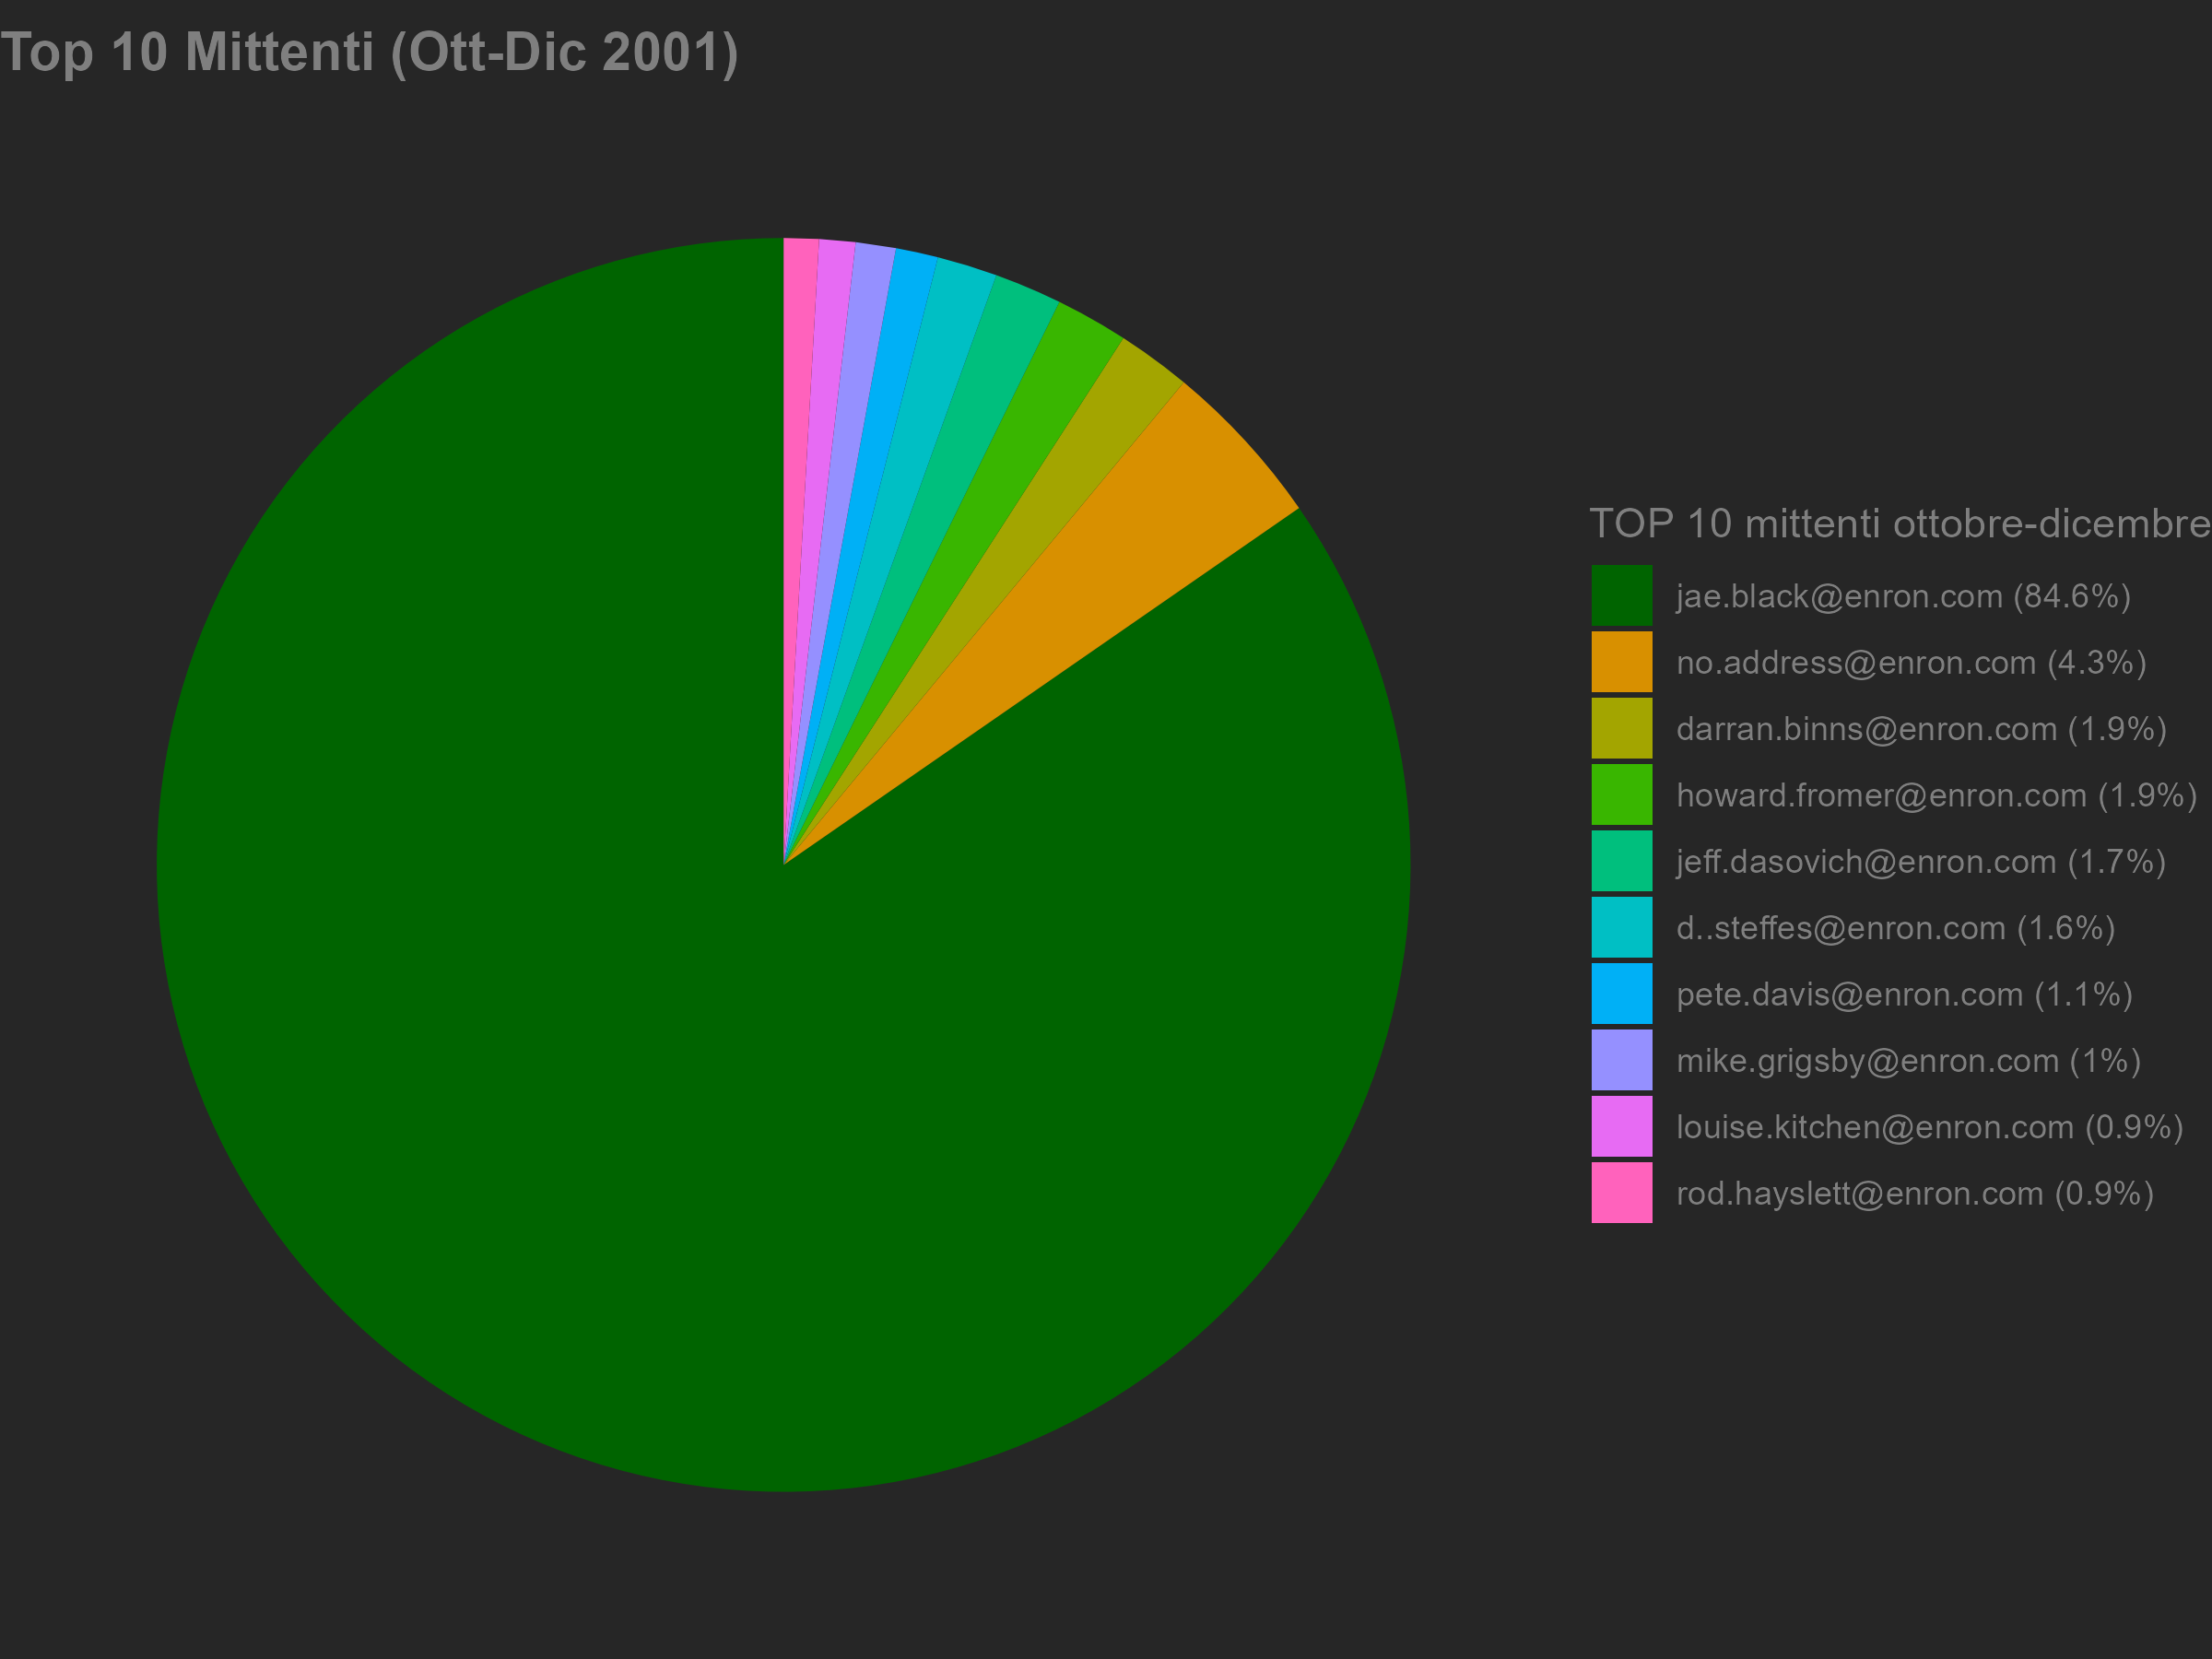 Top 10 Mittenti (Ott-Dic 2001)
TOP 10 mittenti ottobre-dicembre
jae.black@enron.com (84.6%)
no.address@enron.com (4.3%)
darran.binns@enron.com (1.9%)
howard.fromer@enron.com (1.9%)
jeff.dasovich@enron.com (1.7%)
d..steffes@enron.com (1.6%)
pete.davis@enron.com (1.1%)
mike.grigsby@enron.com (1%)
louise.kitchen@enron.com (0.9%)
rod.hayslett@enron.com (0.9%)